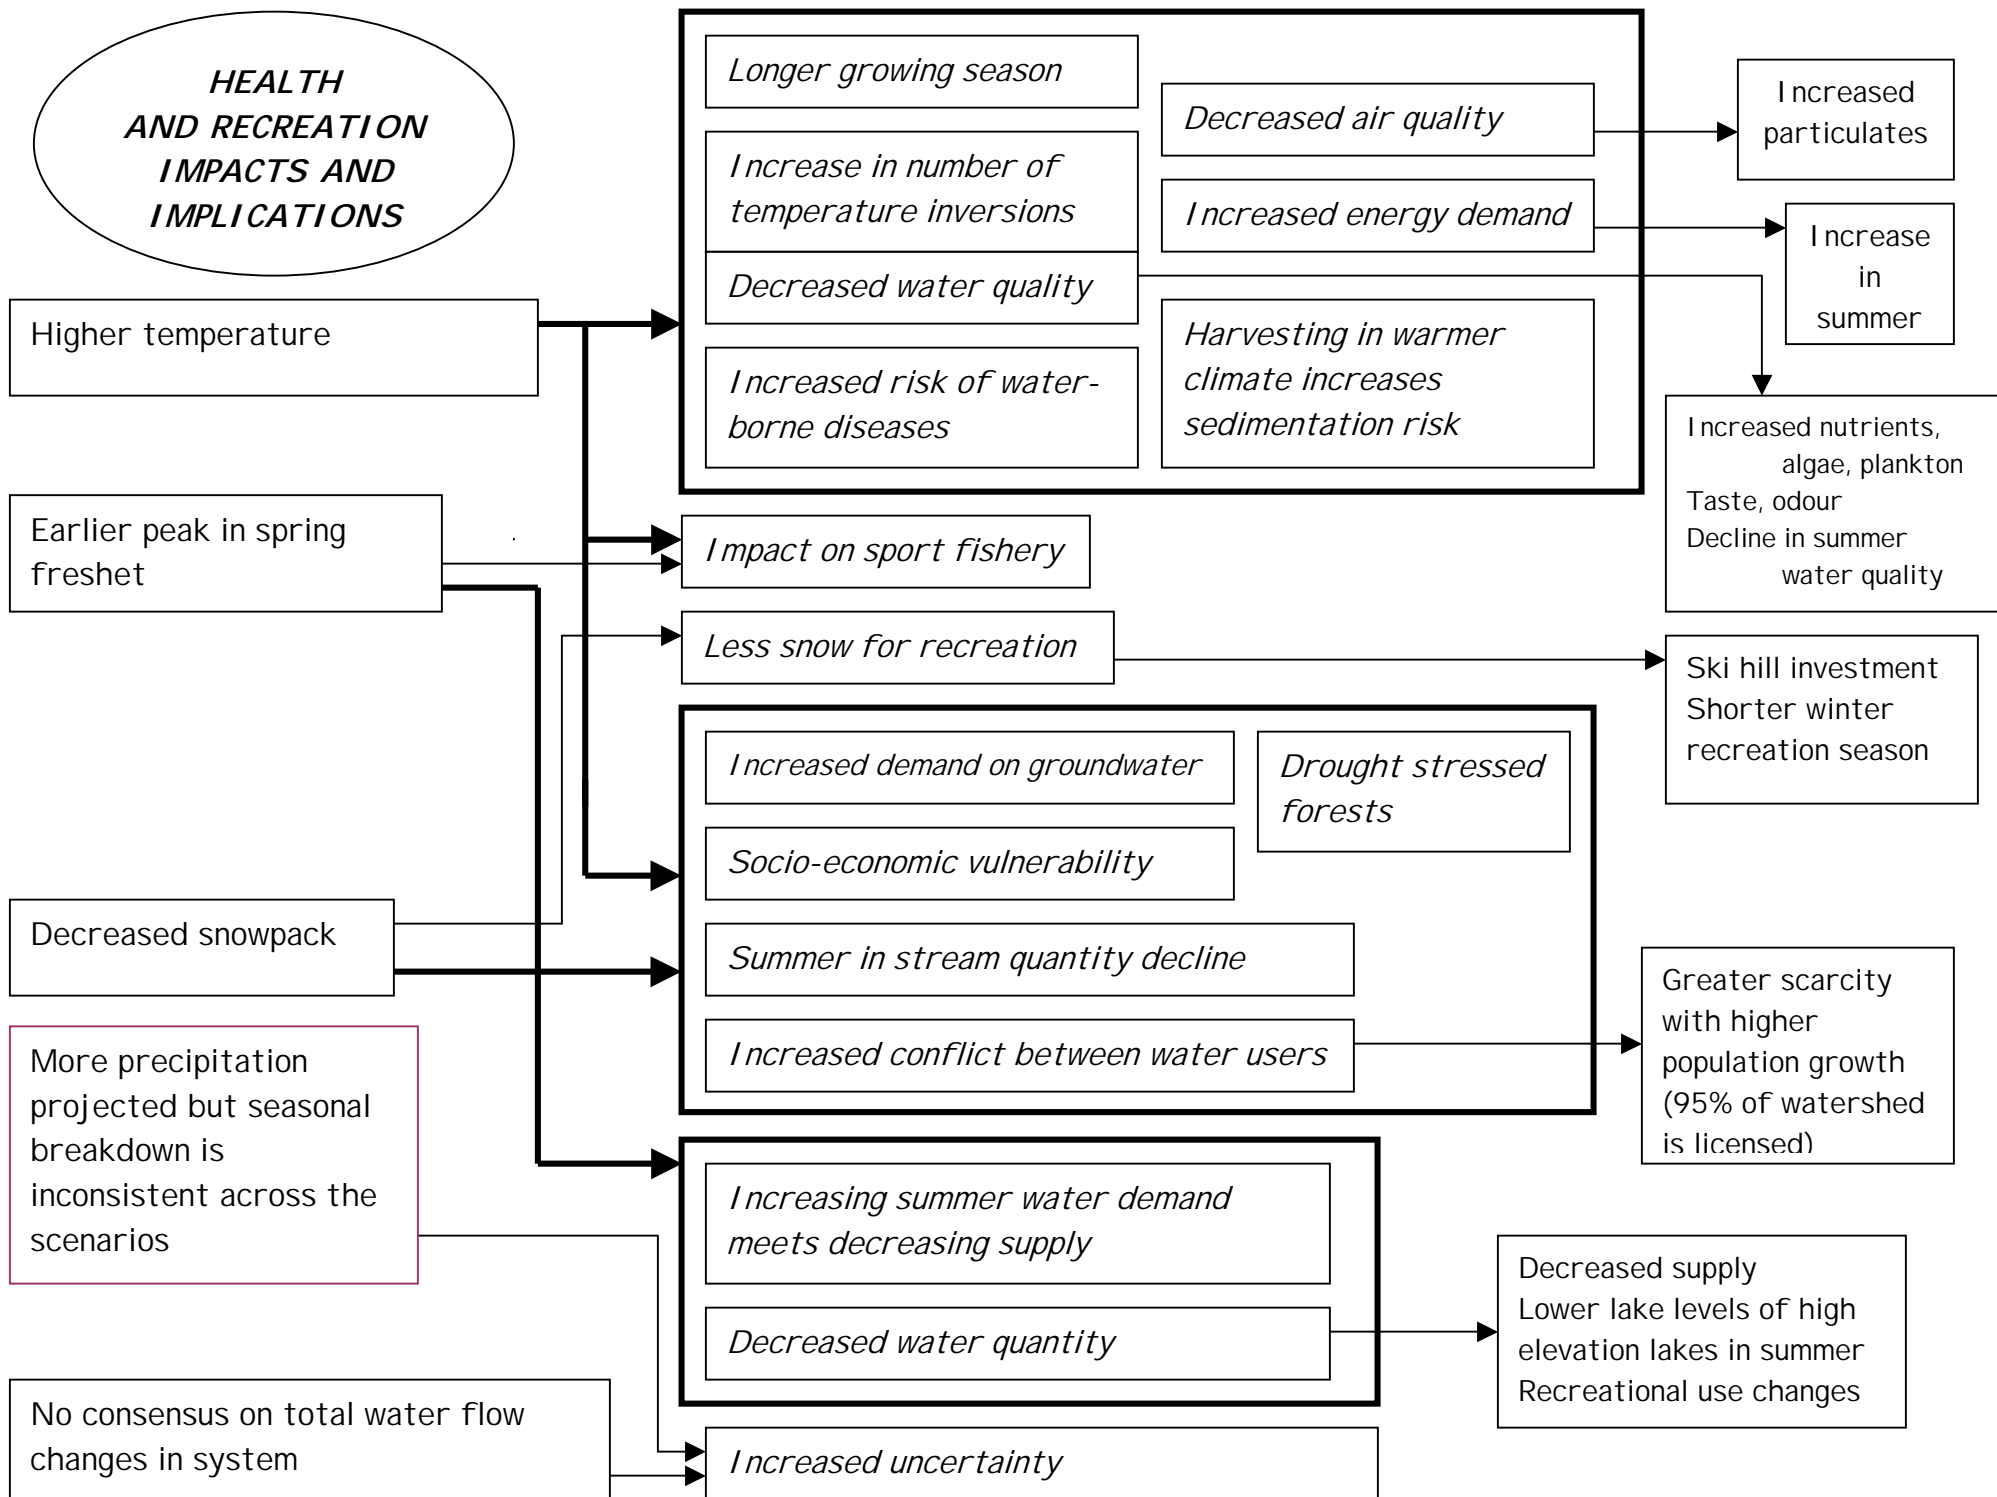 HEALTH
AND RECREATION
IMPACTS AND
IMPLICATIONS
Higher temperature
Earlier peak in spring
freshet
Decreased snowpack
More precipitation
projected but seasonal
breakdown is
inconsistent across the
scenarios
No consensus on total water flow
changes in system
Longer growing season
Increase in number of
temperature inversions
Decreased water quality
Increased risk of water-
borne diseases
Decreased air quality
Increased energy demand
Harvesting in warmer
climate increases
sedimentation risk
Impact on sport fishery
Less snow for recreation
Increased demand on groundwater
Drought stressed
forests
Socio-economic vulnerability
Summer in stream quantity decline
Increased conflict between water users
Increasing summer water demand
meets decreasing supply
Decreased water quantity
Increased uncertainty
Increased
particulates
Increase
in
summer
Increased nutrients,
algae, plankton
Taste, odour
Decline in summer
water quality
Ski hill investment
Shorter winter
recreation season
Greater scarcity
with higher
population growth
(95% of watershed
is licensed)
Decreased supply
Lower lake levels of high
elevation lakes in summer
Recreational use changes